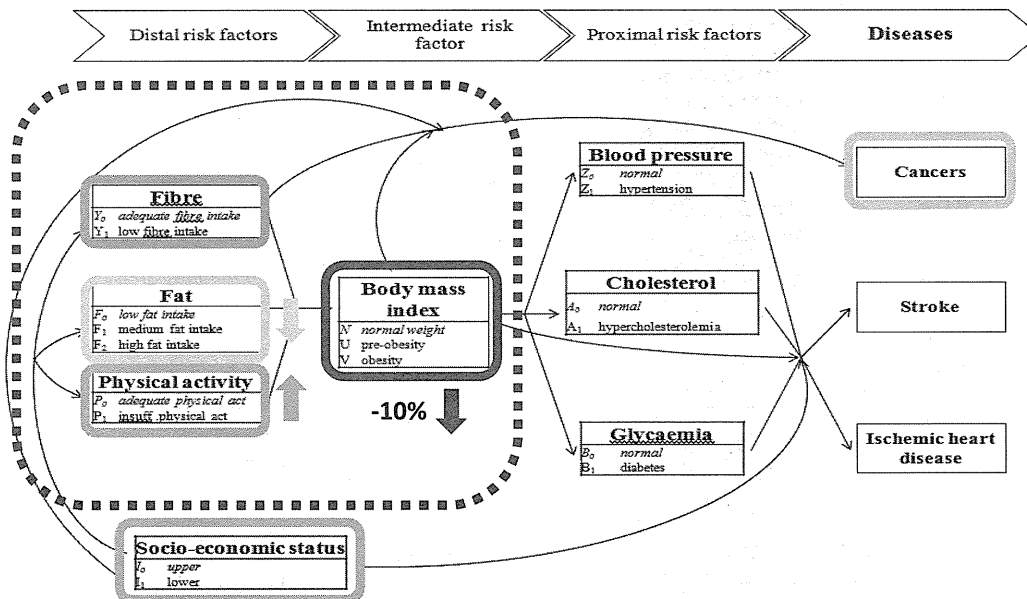 Distal risk factors
Intermediate risk
factor
Proximal risk factors
Diseases
Fibre
Y₀ adequate fibre intake
Y₁ low fibre intake
Fat
F₀ low fat intake
F₁ medium fat intake
F₂ high fat intake
Physical activity
P₀ adequate physical act
P₁ insuff .physical act
Body mass
index
N normal weight
U pre-obesity
V obesity
-10%
Blood pressure
Z₀ normal
Z₁ hypertension
Cholesterol
A₀ normal
A₁ hypercholesterolemia
Glycaemia
B₀ normal
B₁ diabetes
Cancers
Stroke
Ischemic heart
disease
Socio-economic status
I₀ upper
I₁ lower